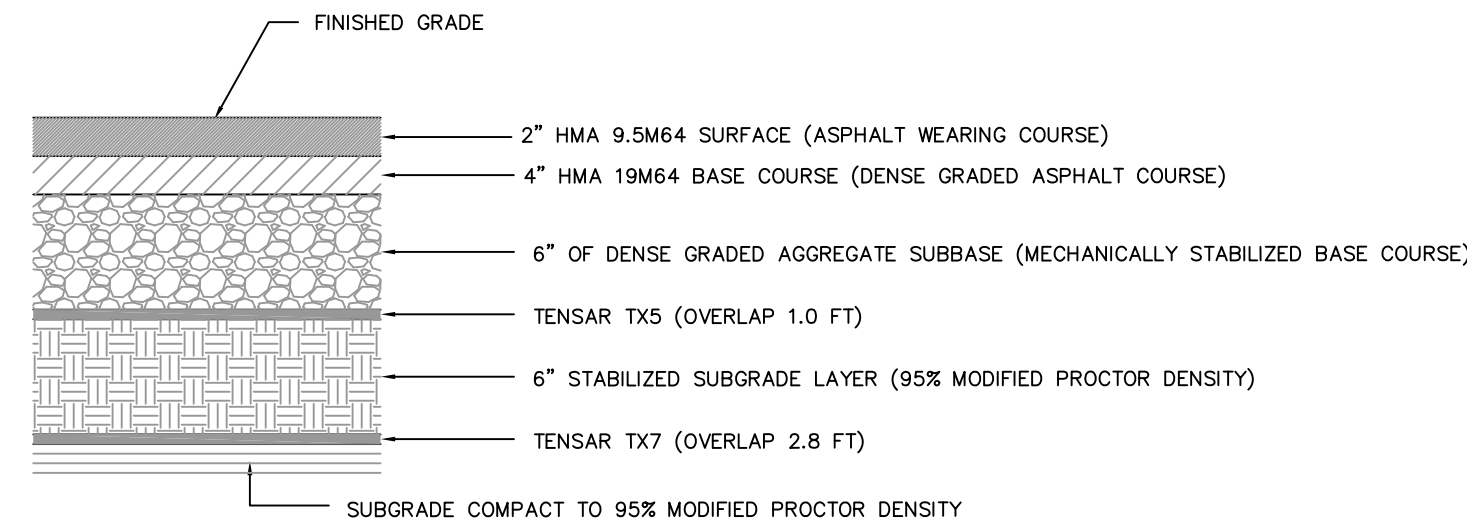 FINISHED GRADE
2” HMA 9.5M64 SURFACE (ASPHALT WEARING COURSE)
4” HMA 19M64 BASE COURSE (DENSE GRADED ASPHALT COURSE)
6” OF DENSE GRADED AGGREGATE SUBBASE (MECHANICALLY STABILIZED BASE COURSE)
TENSAR TX5 (OVERLAP 1.0 FT)
6” STABILIZED SUBGRADE LAYER (95% MODIFIED PROCTOR DENSITY)
TENSAR TX7 (OVERLAP 2.8 FT)
SUBGRADE COMPACT TO 95% MODIFIED PROCTOR DENSITY